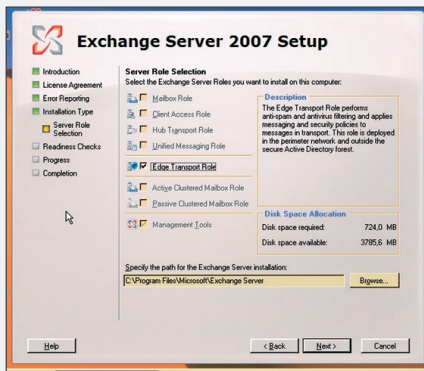 Exchange Server 2007 Setup
Introduction
License Agreement
Error Reporting
Installation Type
Server Role
Selection
Readiness Checks
Progress
Completion
Server Role Selection
Select the Exchange Server Roles you want to install on this computer:
Mailbox Role
Client Access Role
Hub Transport Role
Unified Messaging Role
Edge Transport Role
Active Clustered Mailbox Role
Passive Clustered Mailbox Role
Management Tools
Description
The Edge Transport Role performs
anti-spam and antivirus filtering and applies
messaging and security policies to
messages in transport. This role is deployed
in the perimeter network and outside the
secure Active Directory forest.
Disk Space Allocation
Disk space required: 724,0 MB
Disk space available: 3785,6 MB
Specify the path for the Exchange Server installation:
C:\Program Files\Microsoft\Exchange Server
Browse...
Help
< Back
Next >
Cancel